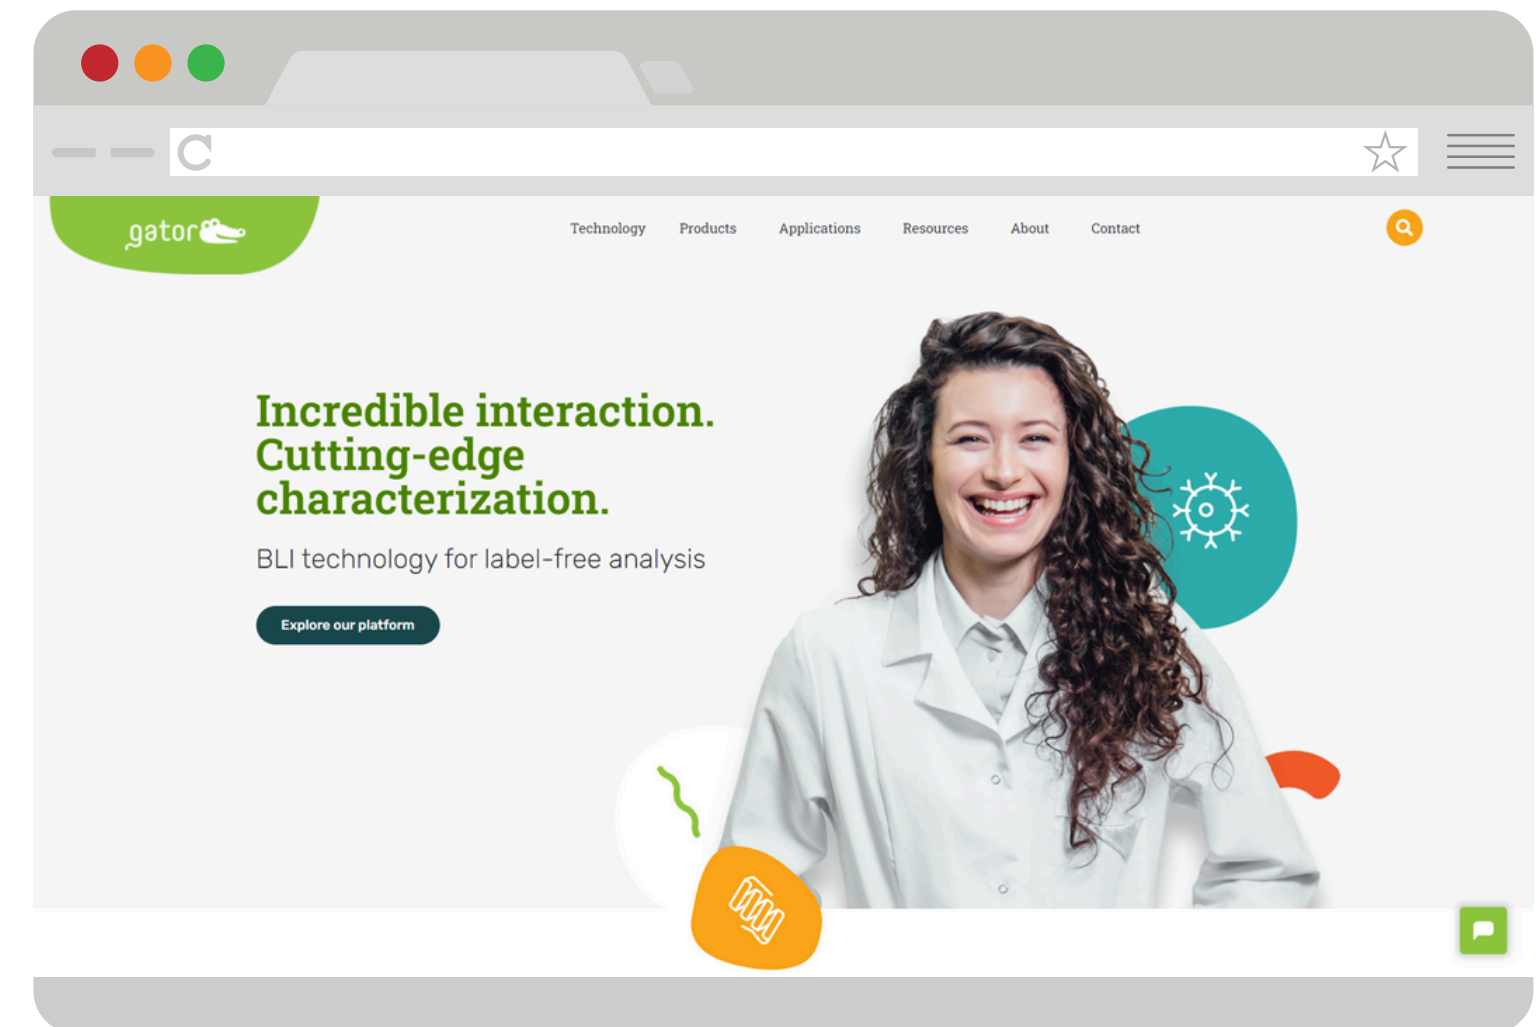 gator
Technology Products Applications Resources About Contact
Incredible interaction.
Cutting-edge
characterization.
BLI technology for label-free analysis
Explore our platform